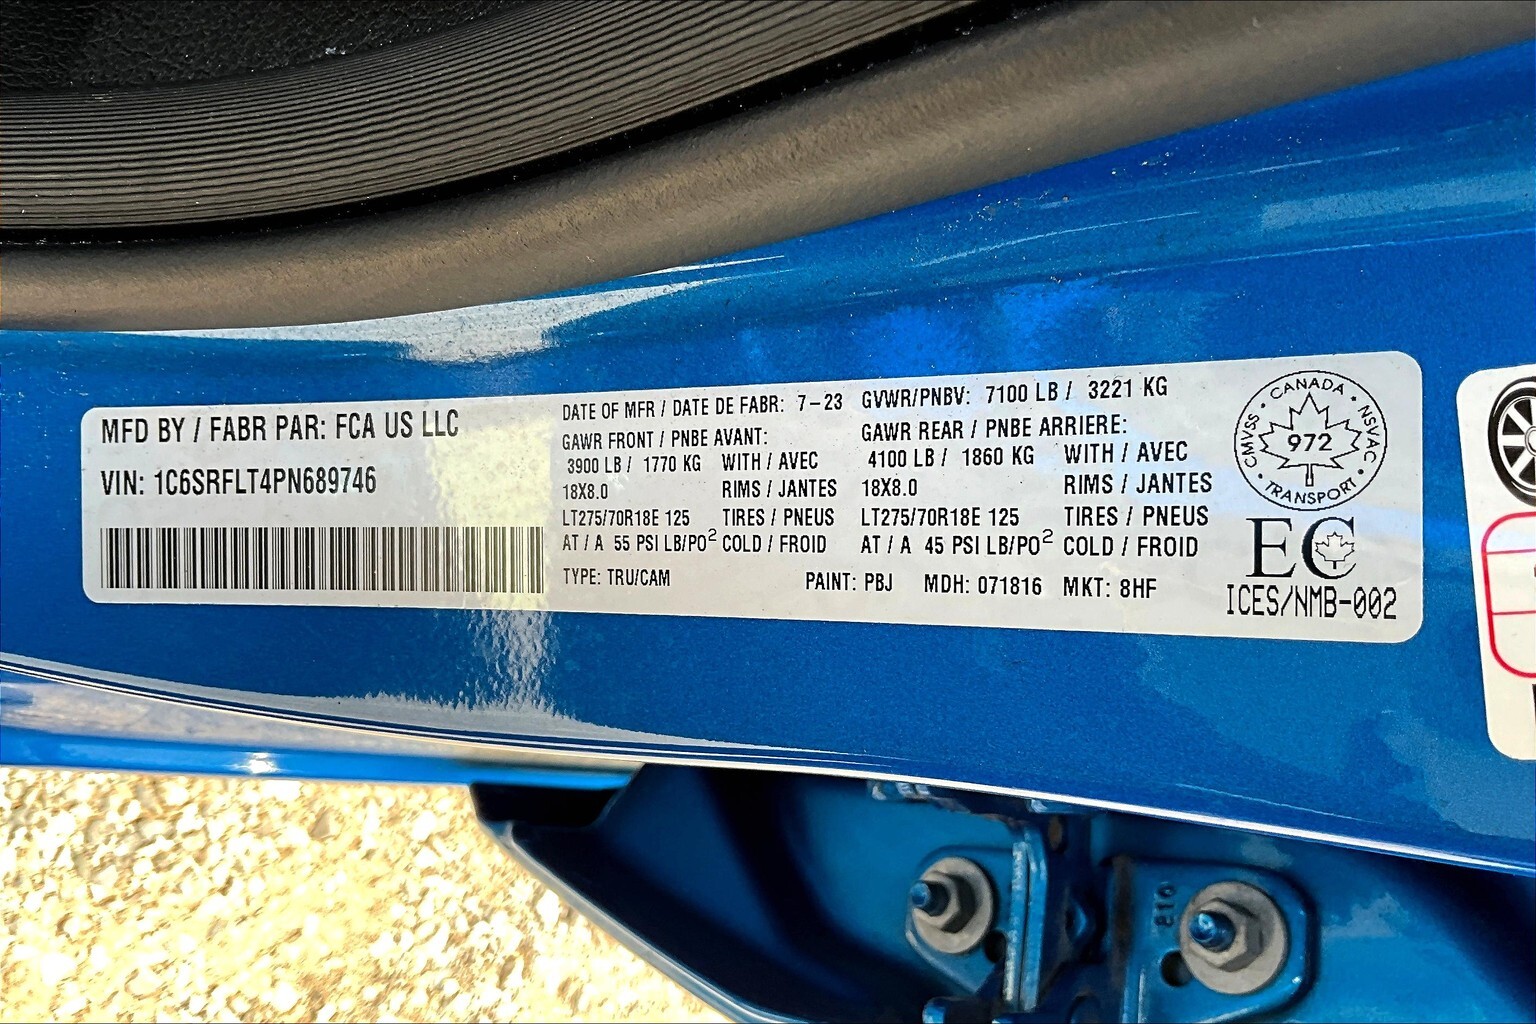 MFD BY / FABR PAR: FCA US LLC
VIN: 1C6SRFLT4PN689746
DATE OF MFR / DATE DE FABR: 7-23 GVWR/PNBV: 7100 LB / 3221 KG
GAWR FRONT / PNBE AVANT: GAWR REAR / PNBE ARRIERE:
3900 LB / 1770 KG WITH / AVEC 4100 LB / 1860 KG WITH / AVEC
18X8.0 RIMS / JANTES 18X8.0 RIMS / JANTES
LT275/70R18E 125 TIRES / PNEUS LT275/70R18E 125 TIRES / PNEUS
AT / A 55 PSI LB/PO² COLD / FROID AT / A 45 PSI LB/PO² COLD / FROID
TYPE: TRU/CAM PAINT: PBJ MDH: 071816 MKT: 8HF
CMVSS · CANADA · NSVAC · TRANSPORT ·
972
EC
ICES/NMB-002